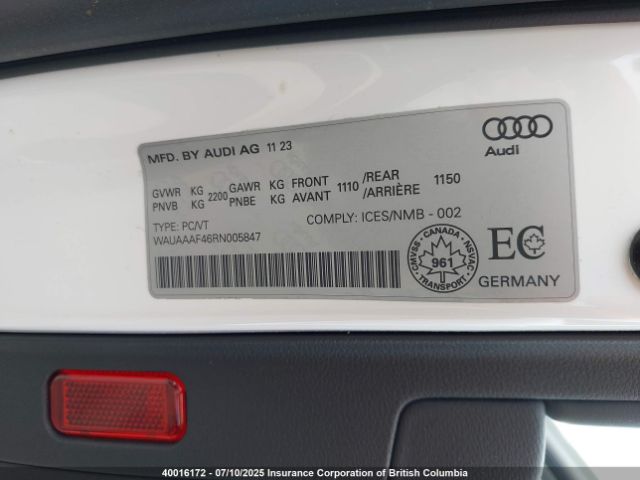 MFD. BY AUDI AG 11 23
Audi
GVWR KG 2200 GAWR KG FRONT 1110 /REAR 1150
PNVB KG PNBE KG AVANT /ARRIÈRE
TYPE: PC/VT COMPLY: ICES/NMB - 002
WAUAAAF46RN005847
CMVSS - CANADA - NSVAC
961
TRANSPORT
EC
GERMANY
40016172 - 07/10/2025 Insurance Corporation of British Columbia